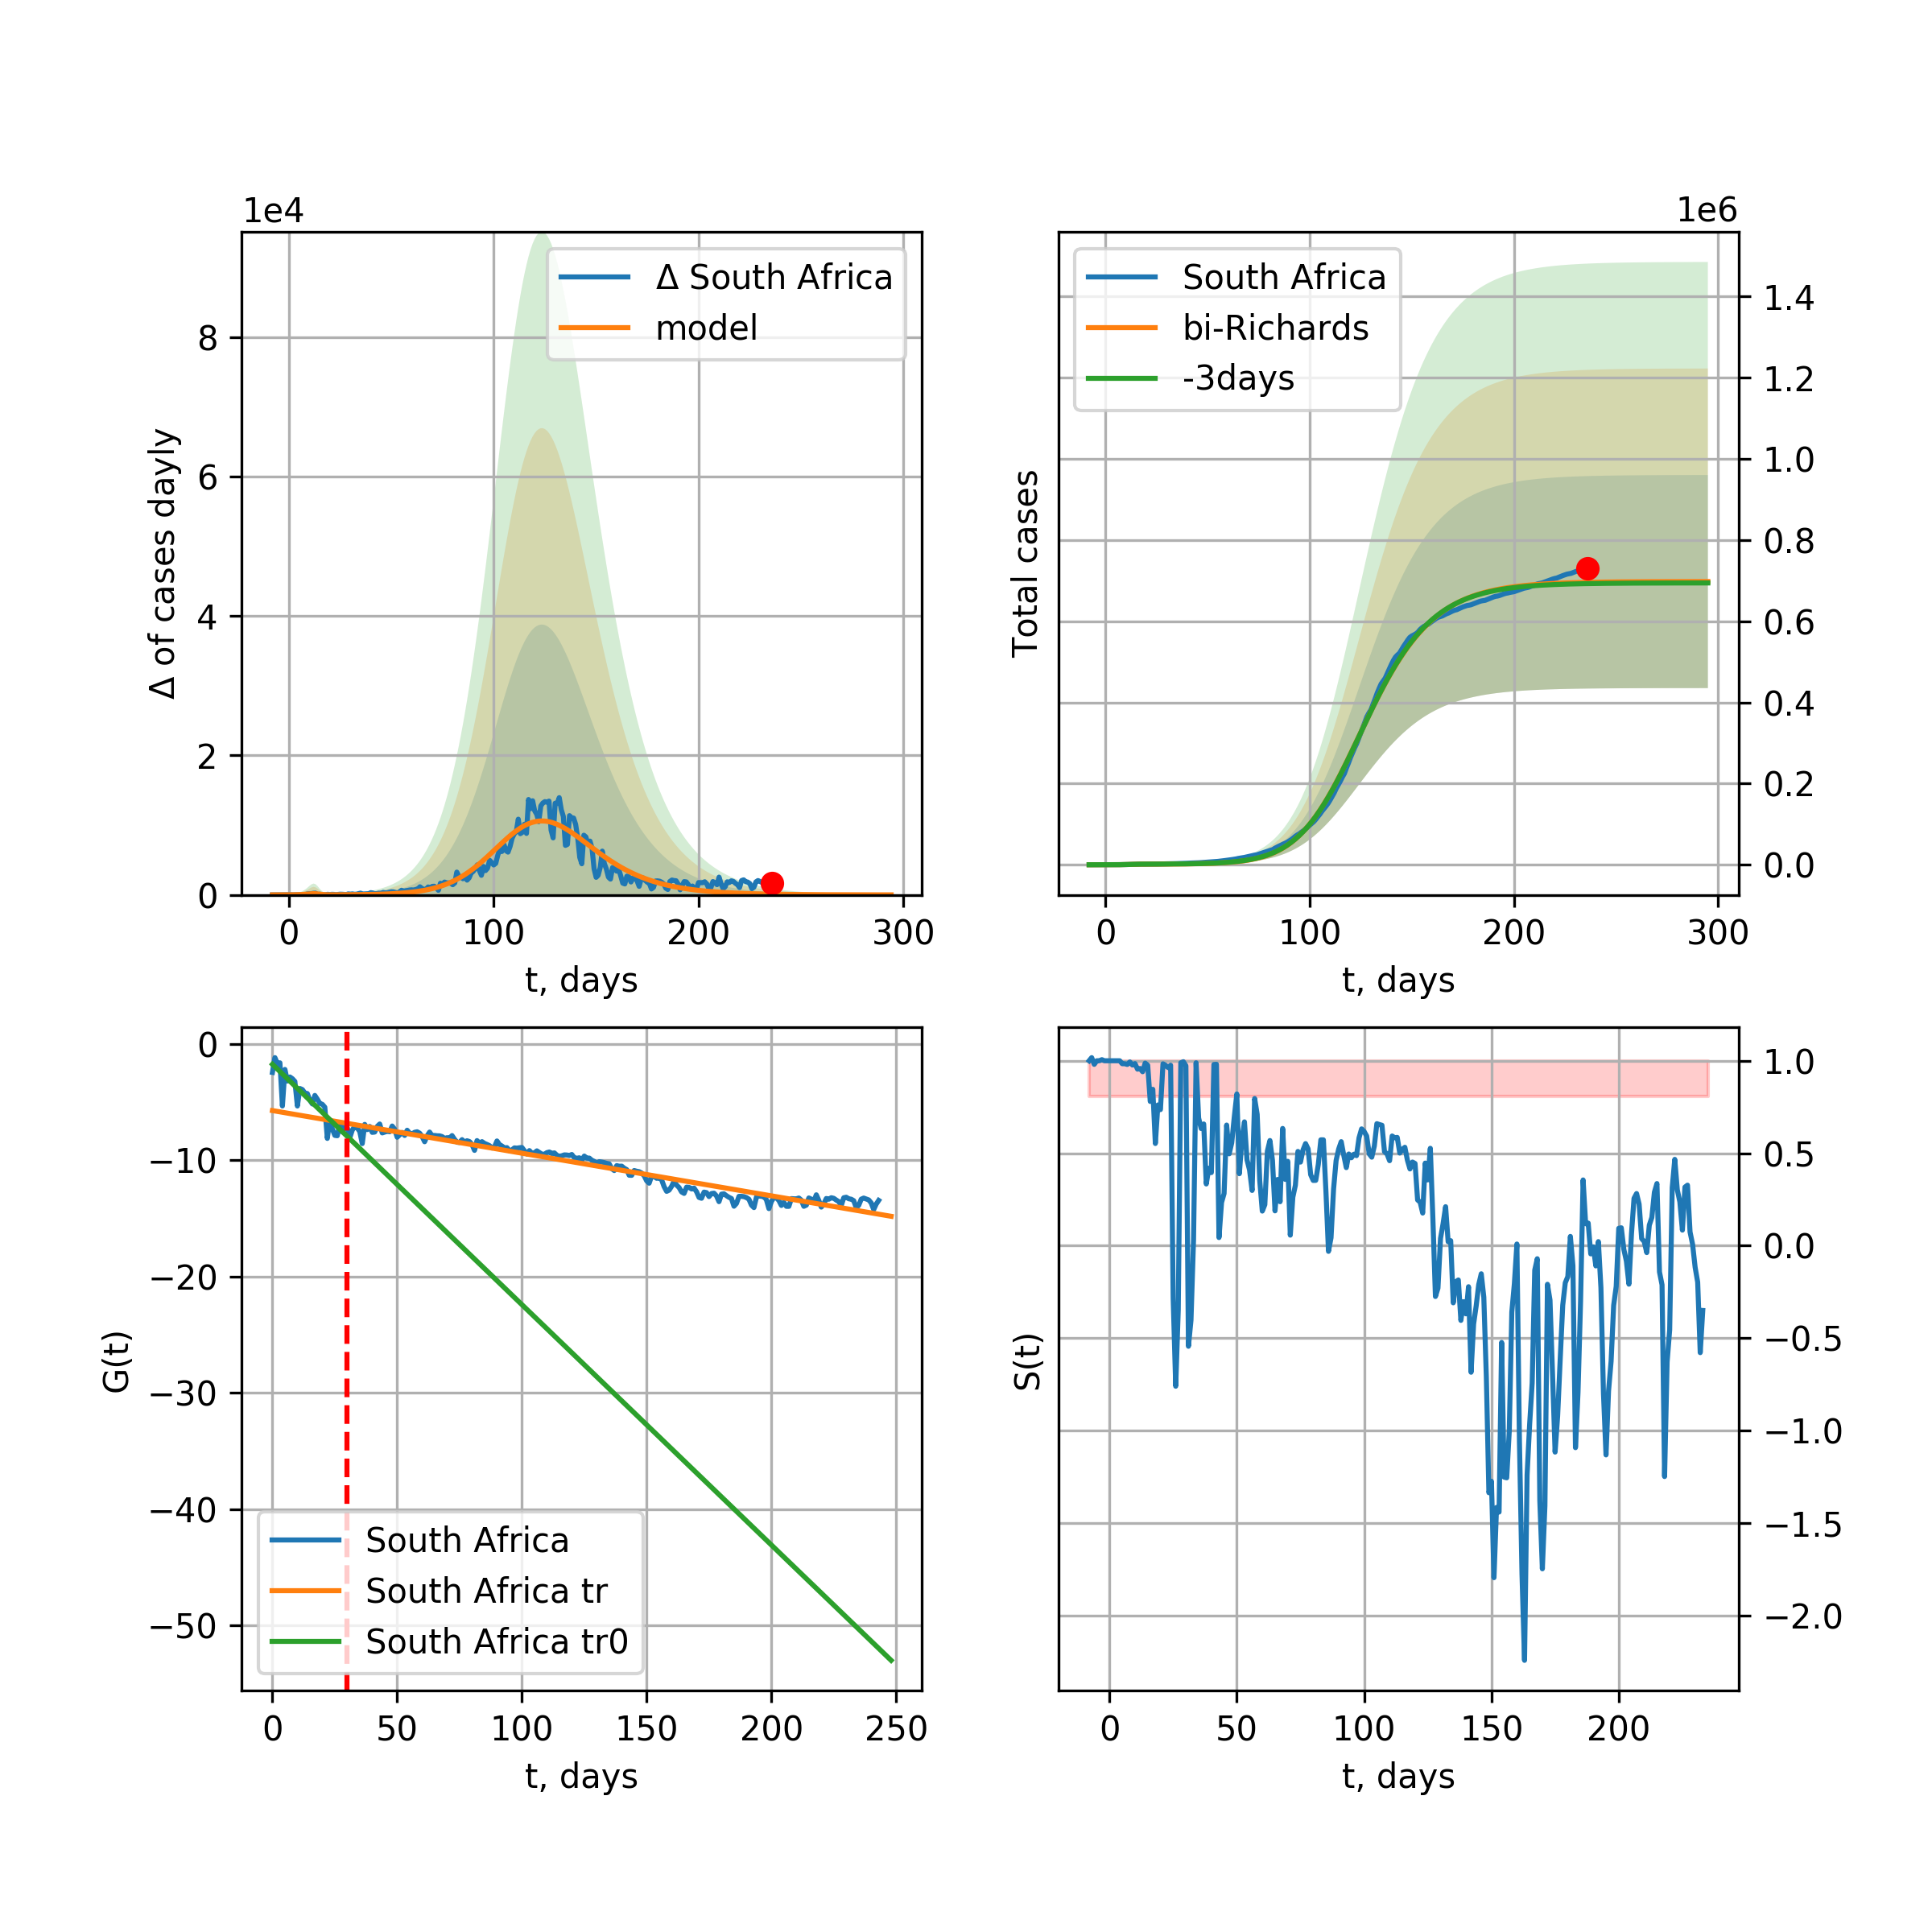 1e4
Δ South Africa
model
8
6
4
2
0
Δ of cases dayly
0 100 200 300
t, days
1e6
South Africa
bi-Richards
-3days
1.4
1.2
1.0
0.8
0.6
0.4
0.2
0.0
Total cases
0 100 200 300
t, days
0
−10
−20
−30
−40
−50
G(t)
South Africa
South Africa tr
South Africa tr0
0 50 100 150 200 250
t, days
1.0
0.5
0.0
−0.5
−1.0
−1.5
−2.0
S(t)
0 50 100 150 200
t, days